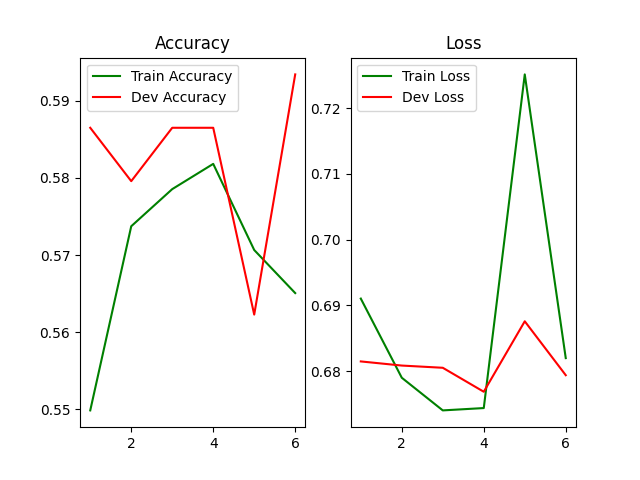 Accuracy
Train Accuracy
Dev Accuracy
0.59
0.58
0.57
0.56
0.55
2
4
6
Loss
Train Loss
Dev Loss
0.72
0.71
0.70
0.69
0.68
2
4
6